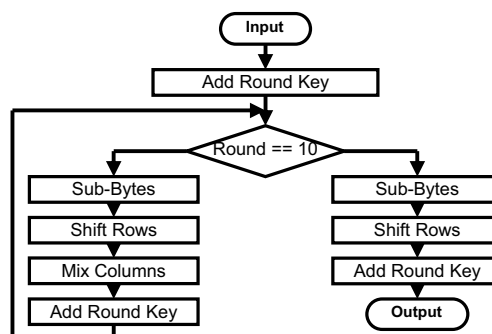 Input
Add Round Key
Round == 10
Sub-Bytes
Shift Rows
Mix Columns
Add Round Key
Sub-Bytes
Shift Rows
Add Round Key
Output